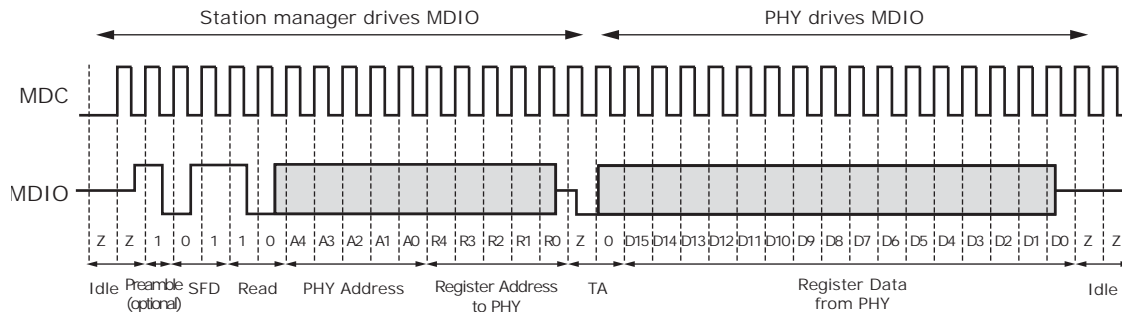 Station manager drives MDIO
PHY drives MDIO
MDC
MDIO
Z Z 1 0 1 1 0 A4 A3 A2 A1 A0 R4 R3 R2 R1 R0 Z 0 D15 D14 D13 D12 D11 D10 D9 D8 D7 D6 D5 D4 D3 D2 D1 D0 Z Z
Idle
Preamble
(optional)
SFD
Read
PHY Address
Register Address
to PHY
TA
Register Data
from PHY
Idle